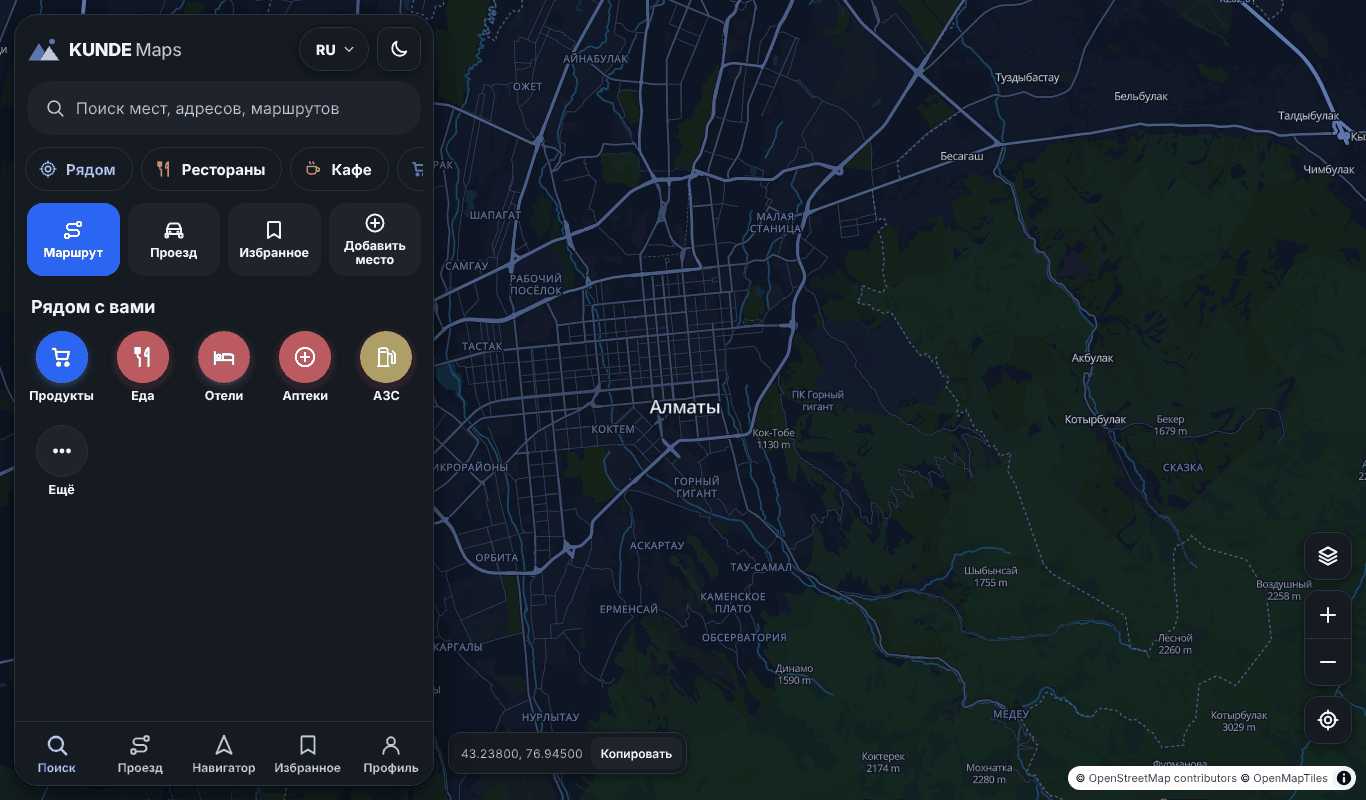 KUNDE Maps
RU
Поиск мест, адресов, маршрутов
Рядом
Рестораны
Кафе
Маршрут
Проезд
Избранное
Добавить
место
Рядом с вами
Продукты
Еда
Отели
Аптеки
АЗС
Ещё
Поиск
Проезд
Навигатор
Избранное
Профиль
АЙНАБУЛАК
ОЖЕТ
РАК
ШАПАГАТ
САМГАУ
РАБОЧИЙ
ПОСЁЛОК
ТАСТАК
МАЛАЯ
СТАНИЦА
Туздыбастау
Бельбулак
Талдыбулак
Бесагаш
Чимбулак
Алматы
ПК Горный
гигант
КОКТЕМ
Кок-Тобе
1130 m
Акбулак
Котырбулак
Бекер
1679 m
СКАЗКА
ИКРОРАЙОНЫ
ГОРНЫЙ
ГИГАНТ
ОРБИТА
АСКАРТАУ
ТАУ-САМАЛ
Шыбынсай
1755 m
Воздушный
2258 m
ЕРМЕНСАЙ
КАМЕНСКОЕ
ПЛАТО
ОБСЕРВАТОРИЯ
КАРГАЛЫ
Лесной
2260 m
Динамо
1590 m
НУРЛЫТАУ
МЕДЕУ
Котырбулак
3029 m
Коктерек
2174 m
Мохнатка
2280 m
Фурманова
43.23800, 76.94500
Копировать
© OpenStreetMap contributors © OpenMapTiles